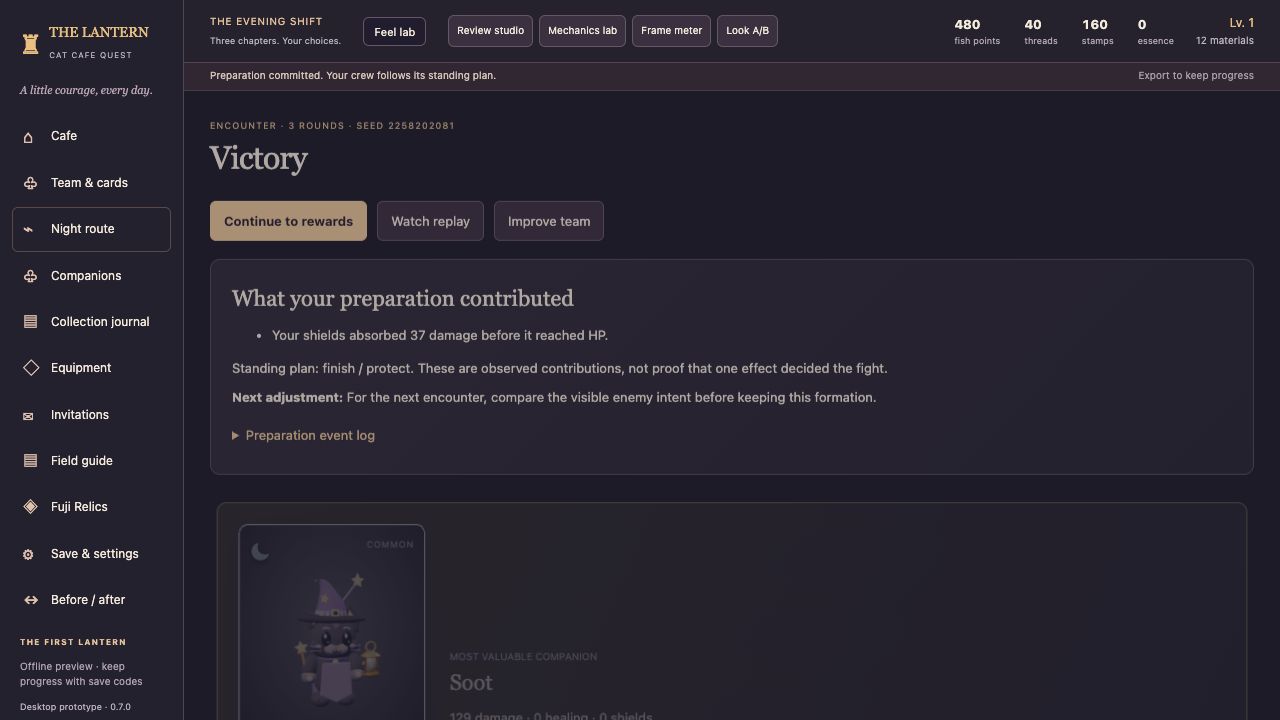 THE LANTERN
CAT CAFE QUEST
A little courage, every day.
Cafe
Team & cards
Night route
Companions
Collection journal
Equipment
Invitations
Field guide
Fuji Relics
Save & settings
Before / after
THE FIRST LANTERN
Offline preview · keep
progress with save codes
Desktop prototype · 0.7.0
THE EVENING SHIFT
Three chapters. Your choices.
Feel lab
Review studio
Mechanics lab
Frame meter
Look A/B
480
fish points
40
threads
160
stamps
0
essence
Lv. 1
12 materials
Preparation committed. Your crew follows its standing plan.
Export to keep progress
ENCOUNTER · 3 ROUNDS · SEED 2258202081
Victory
Continue to rewards
Watch replay
Improve team
What your preparation contributed
• Your shields absorbed 37 damage before it reached HP.
Standing plan: finish / protect. These are observed contributions, not proof that one effect decided the fight.
Next adjustment: For the next encounter, compare the visible enemy intent before keeping this formation.
Preparation event log
COMMON
MOST VALUABLE COMPANION
Soot
129 damage · 0 healing · 0 shields